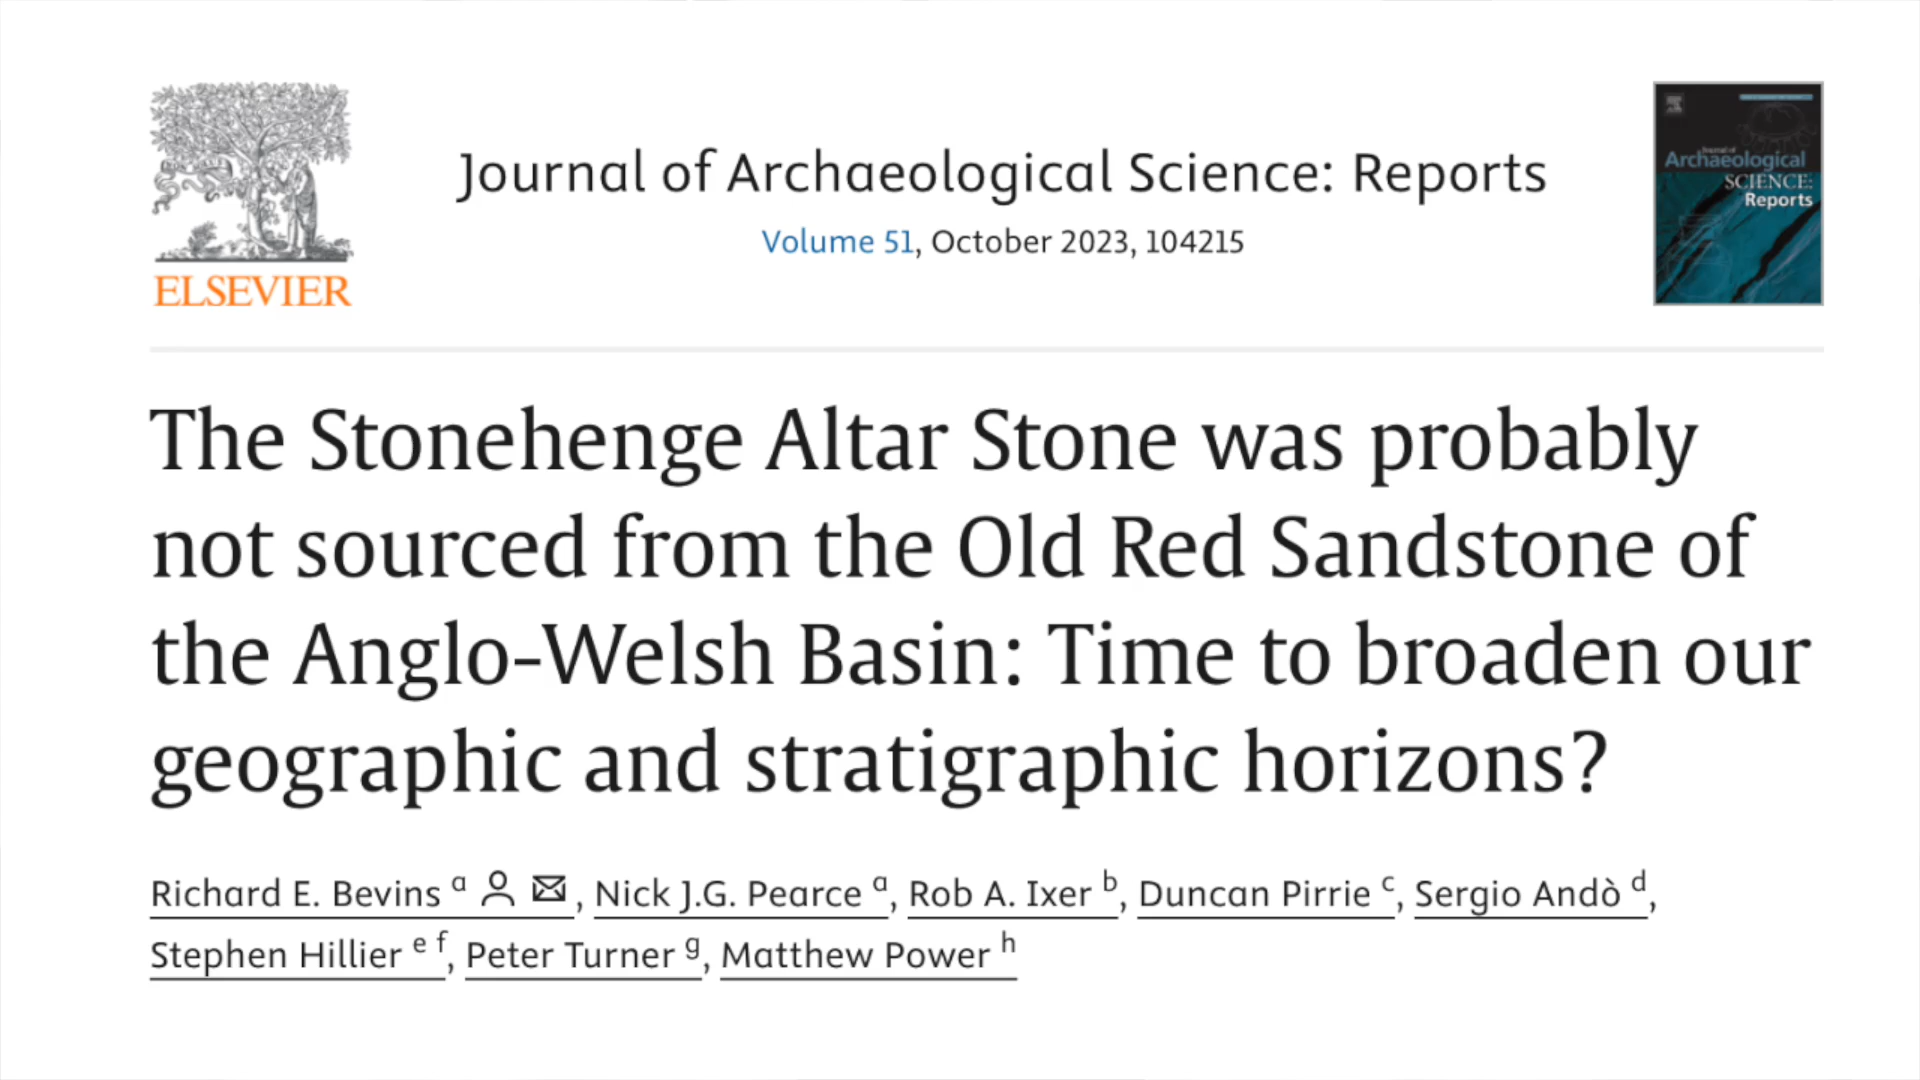 ELSEVIER
Journal of Archaeological Science: Reports
Volume 51, October 2023, 104215
Journal of
Archaeological
SCIENCE:
Reports
The Stonehenge Altar Stone was probably
not sourced from the Old Red Sandstone of
the Anglo-Welsh Basin: Time to broaden our
geographic and stratigraphic horizons?
Richard E. Bevins a, Nick J.G. Pearce a, Rob A. Ixer b, Duncan Pirrie c, Sergio Andò d,
Stephen Hillier e f, Peter Turner g, Matthew Power h